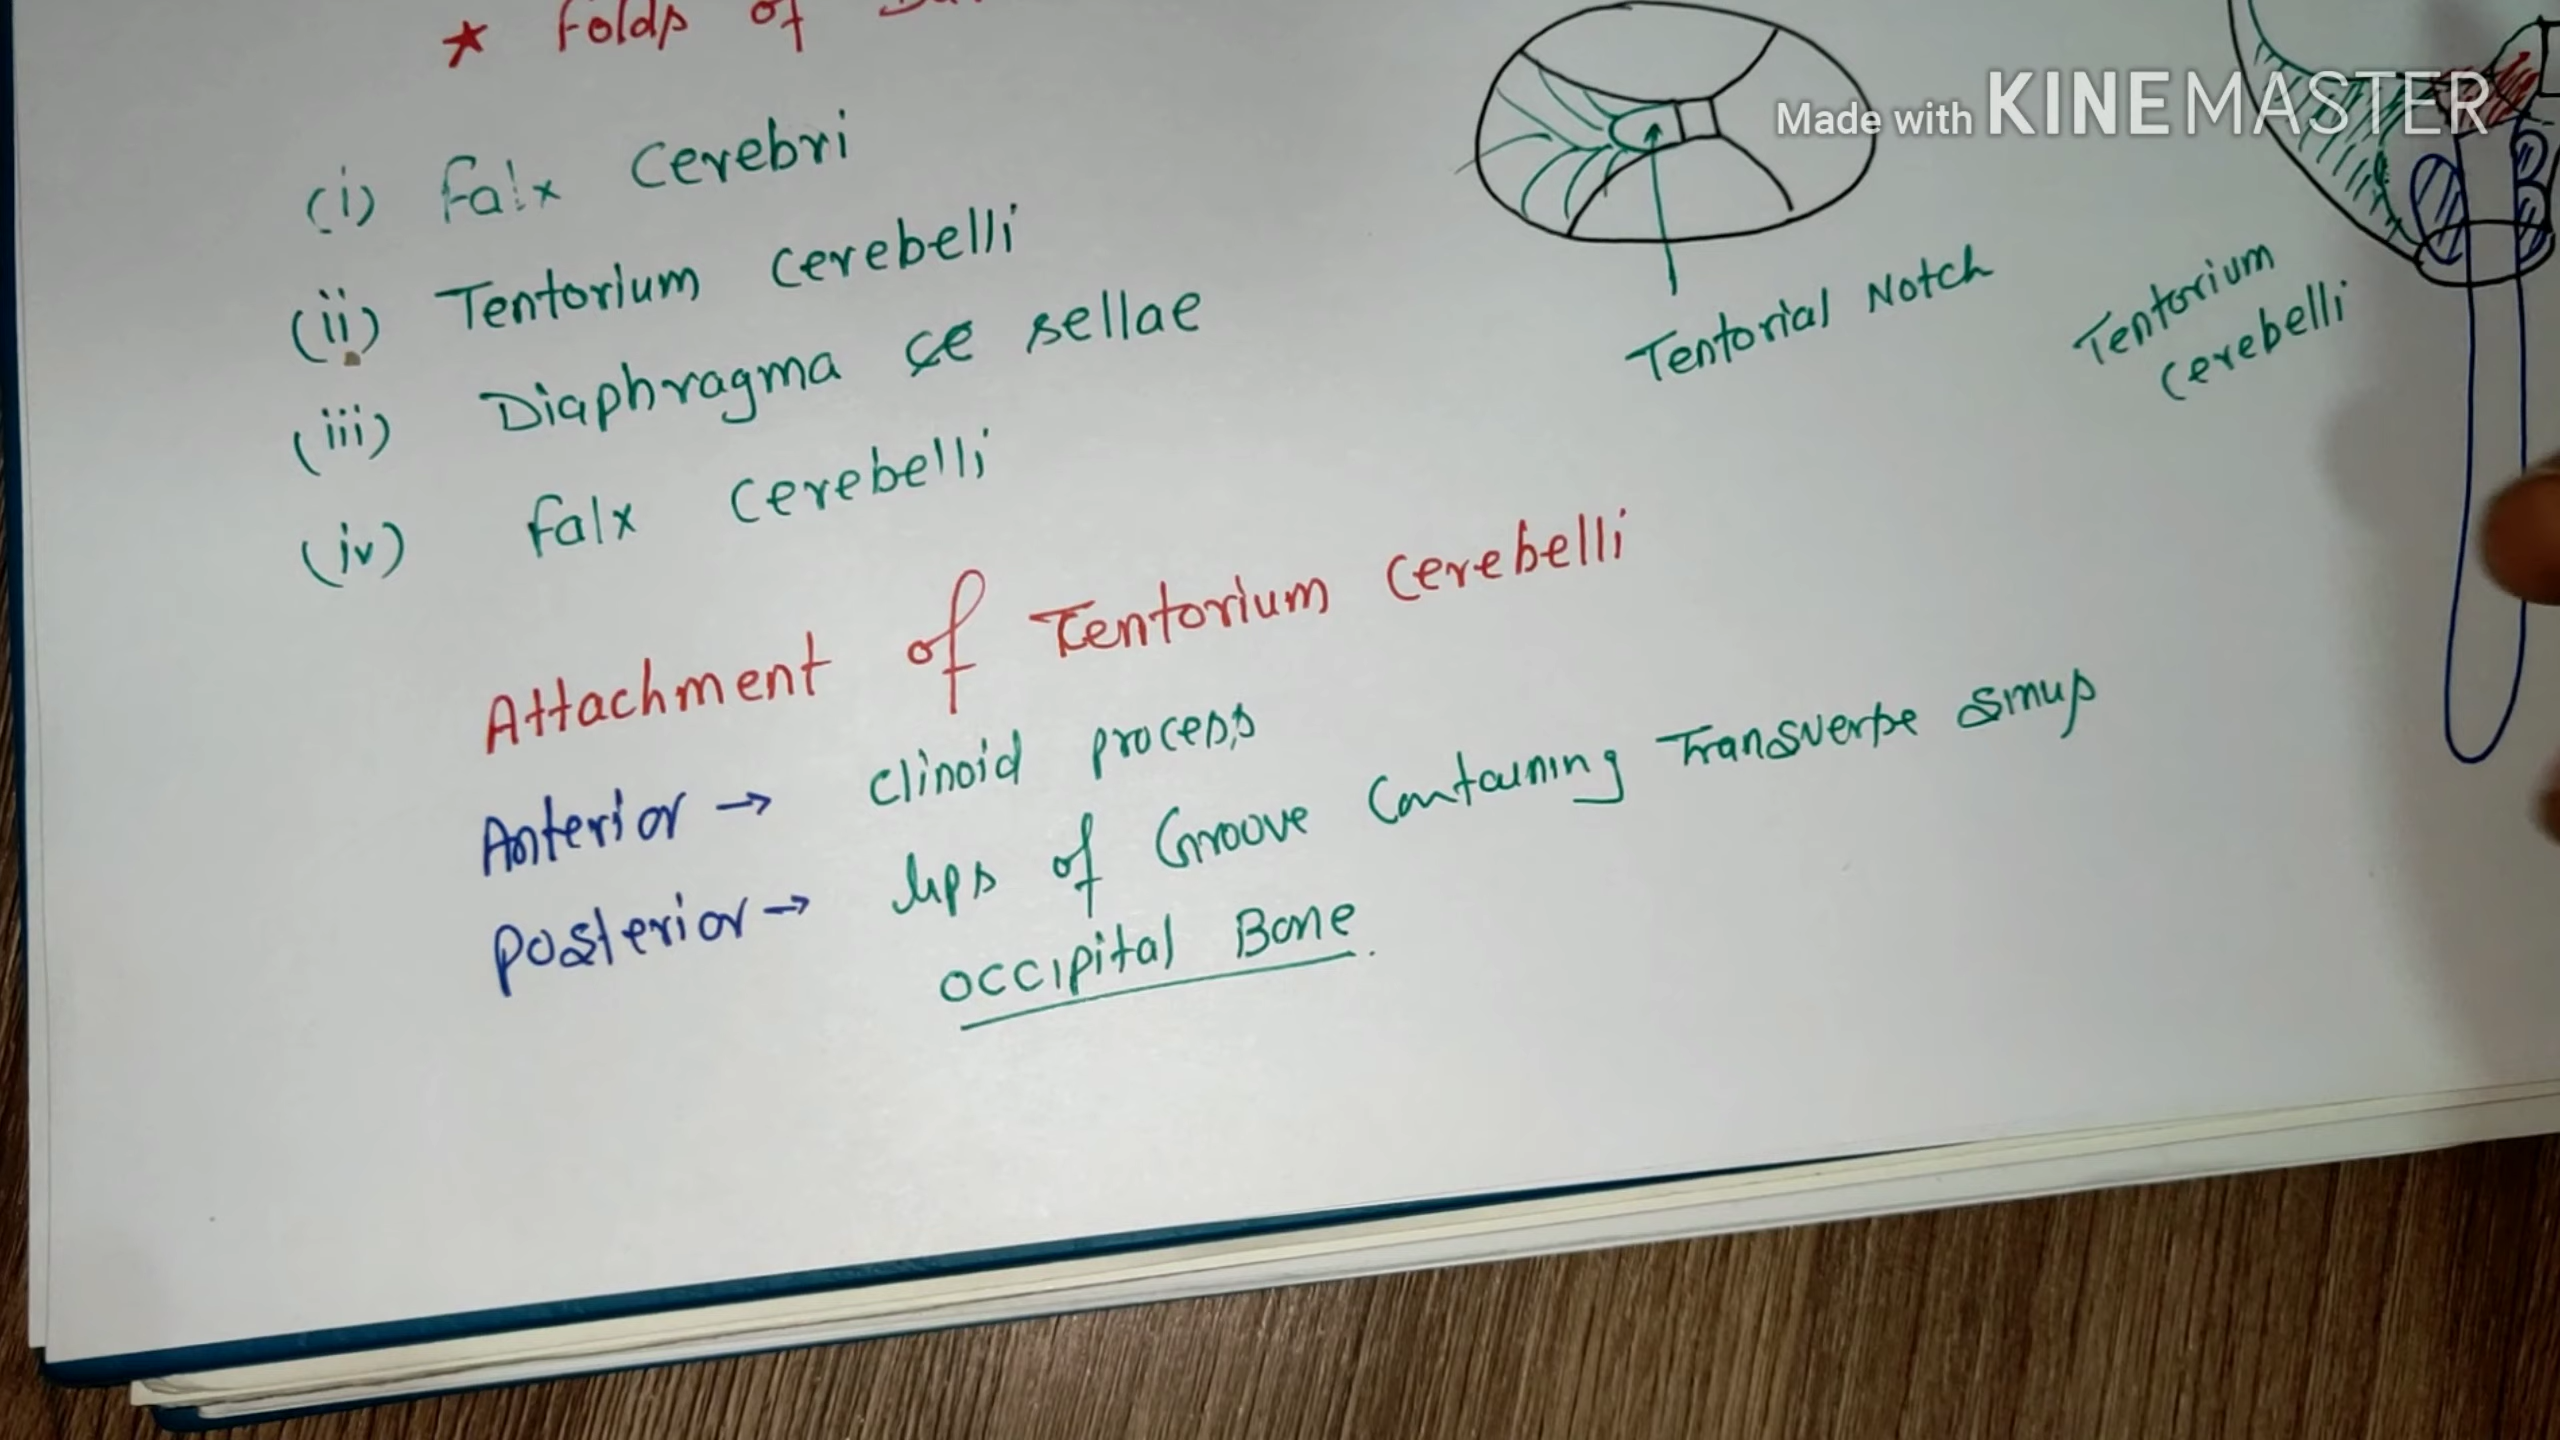 ★ Folds of
(i) Falx Cerebri
(ii) Tentorium Cerebelli
(iii) Diaphragma sellae
(iv) Falx Cerebelli
Tentorial Notch
Tentorium
Cerebelli
Made with KINEMASTER
Attachment of Tentorium Cerebelli
Anterior → Clinoid process
Posterior → lips of Groove Containing Transverse Sinus
Occipital Bone.